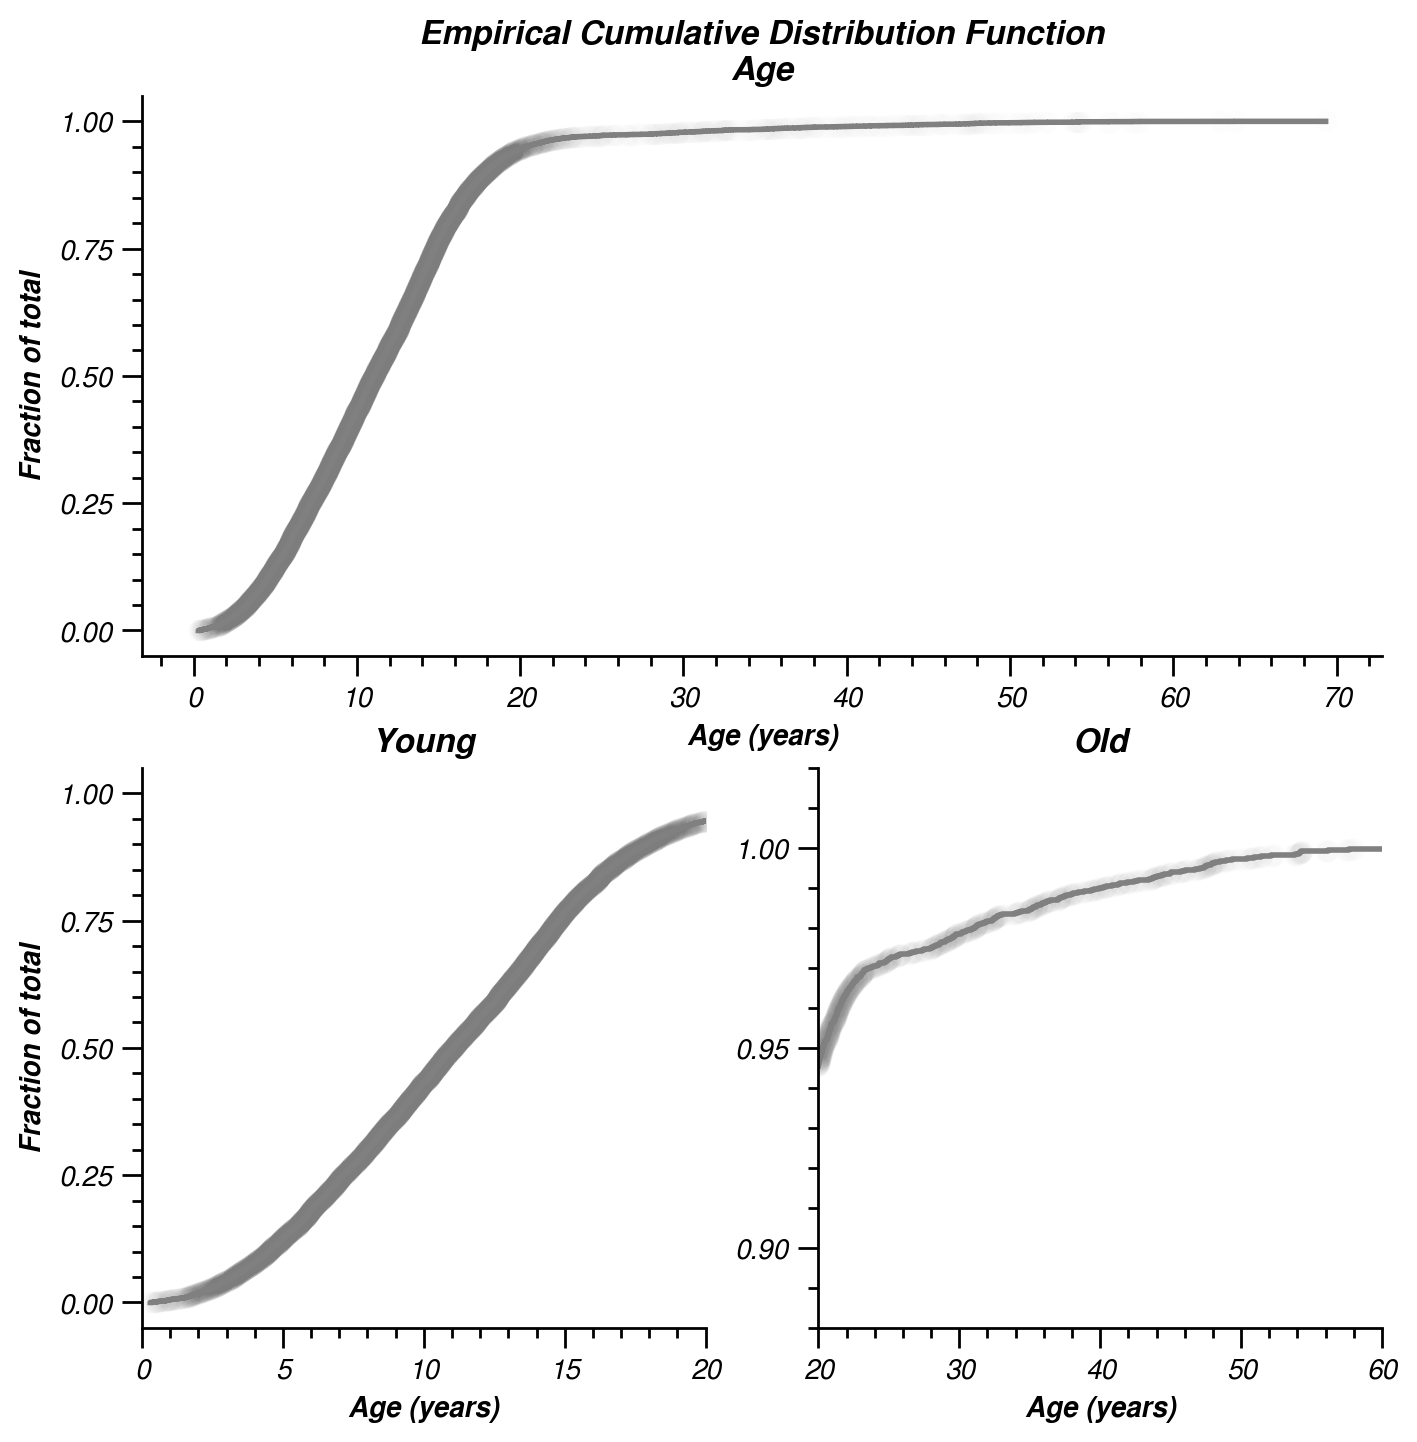 Empirical Cumulative Distribution Function
Age
1.00
0.75
0.50
0.25
0.00
Fraction of total
0 10 20 30 40 50 60 70
Age (years)
Young
1.00
0.75
0.50
0.25
0.00
Fraction of total
0 5 10 15 20
Age (years)
Old
1.00
0.95
0.90
20 30 40 50 60
Age (years)